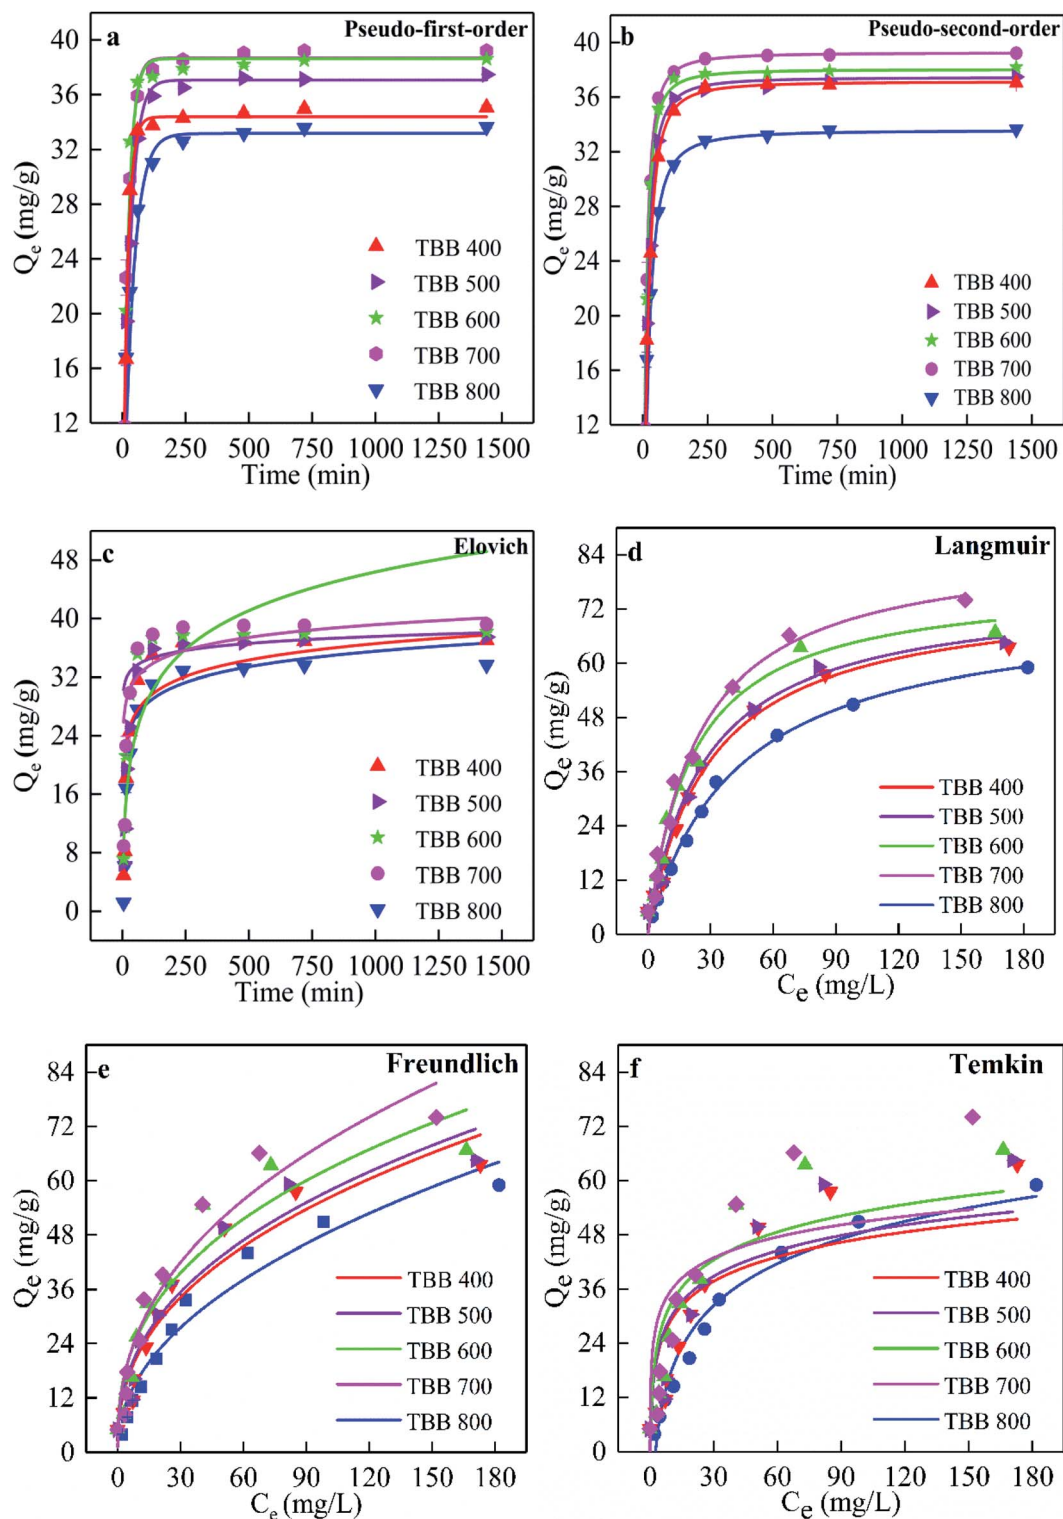 a Pseudo-first-order
40
36
32
28
24
20
16
12
Qe (mg/g)
TBB 400
TBB 500
TBB 600
TBB 700
TBB 800
0 250 500 750 1000 1250 1500
Time (min)
b Pseudo-second-order
40
36
32
28
24
20
16
12
Qe (mg/g)
TBB 400
TBB 500
TBB 600
TBB 700
TBB 800
0 250 500 750 1000 1250 1500
Time (min)
c Elovich
48
40
32
24
16
8
0
Qe (mg/g)
TBB 400
TBB 500
TBB 600
TBB 700
TBB 800
0 250 500 750 1000 1250 1500
Time (min)
d Langmuir
84
72
60
48
36
24
12
0
Qe (mg/g)
TBB 400
TBB 500
TBB 600
TBB 700
TBB 800
0 30 60 90 120 150 180
Ce (mg/L)
e Freundlich
84
72
60
48
36
24
12
0
Qe (mg/g)
TBB 400
TBB 500
TBB 600
TBB 700
TBB 800
0 30 60 90 120 150 180
Ce (mg/L)
f Temkin
84
72
60
48
36
24
12
0
Qe (mg/g)
TBB 400
TBB 500
TBB 600
TBB 700
TBB 800
0 30 60 90 120 150 180
Ce (mg/L)